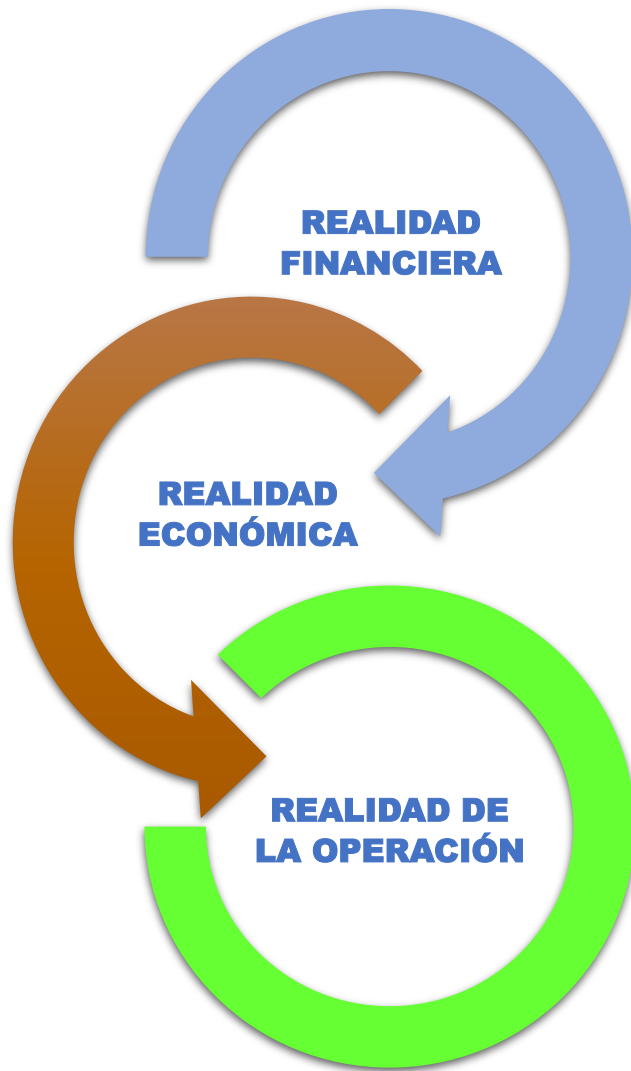 REALIDAD
FINANCIERA
REALIDAD
ECONÓMICA
REALIDAD DE
LA OPERACIÓN